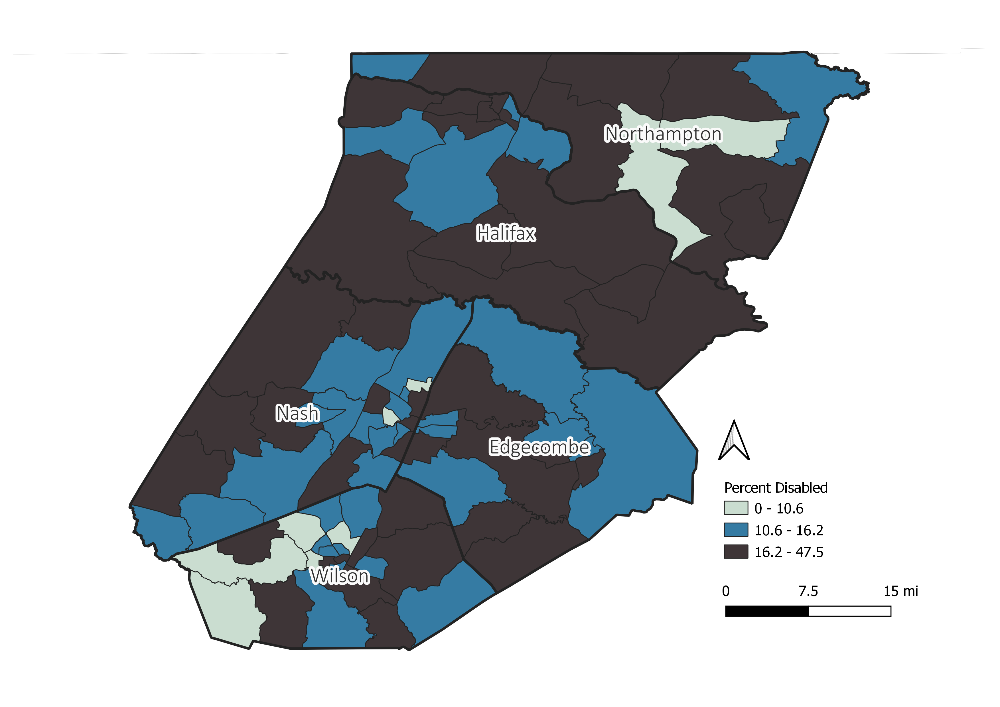 Northampton
Halifax
Nash
Edgecombe
Wilson
Percent Disabled
0 - 10.6
10.6 - 16.2
16.2 - 47.5
0 7.5 15 mi